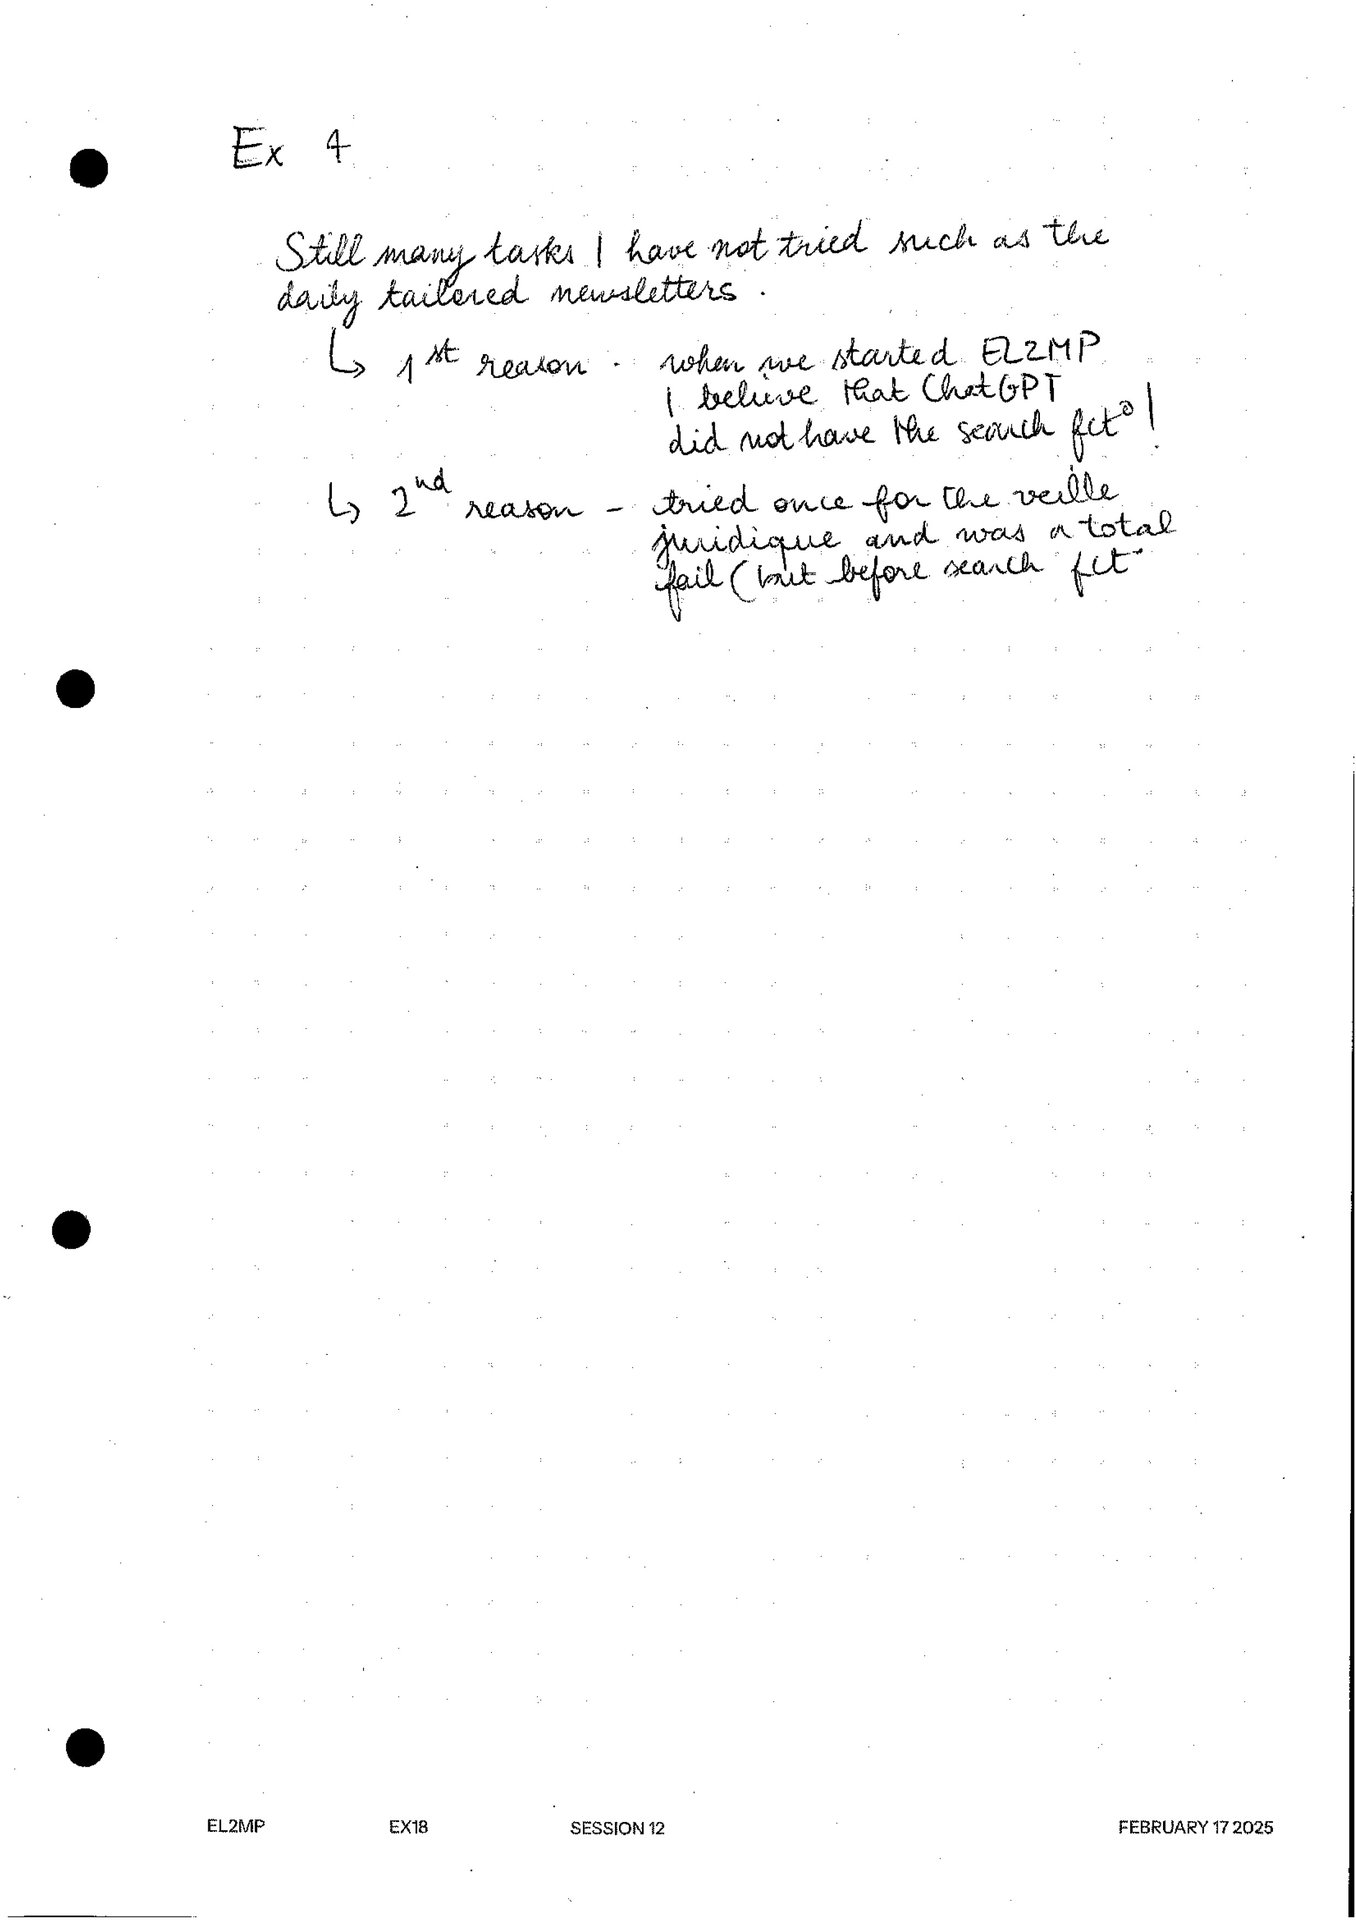 Ex 4
Still many tasks I have not tried such as the
daily tailored newsletters.
↳ 1st reason - when we started EL2MP
I believe that ChatGPT
did not have the search fct° !
↳ 2nd reason - tried once for the veille
juridique and was a total
fail (but before search fct°
EL2MP EX18 SESSION 12 FEBRUARY 17 2025